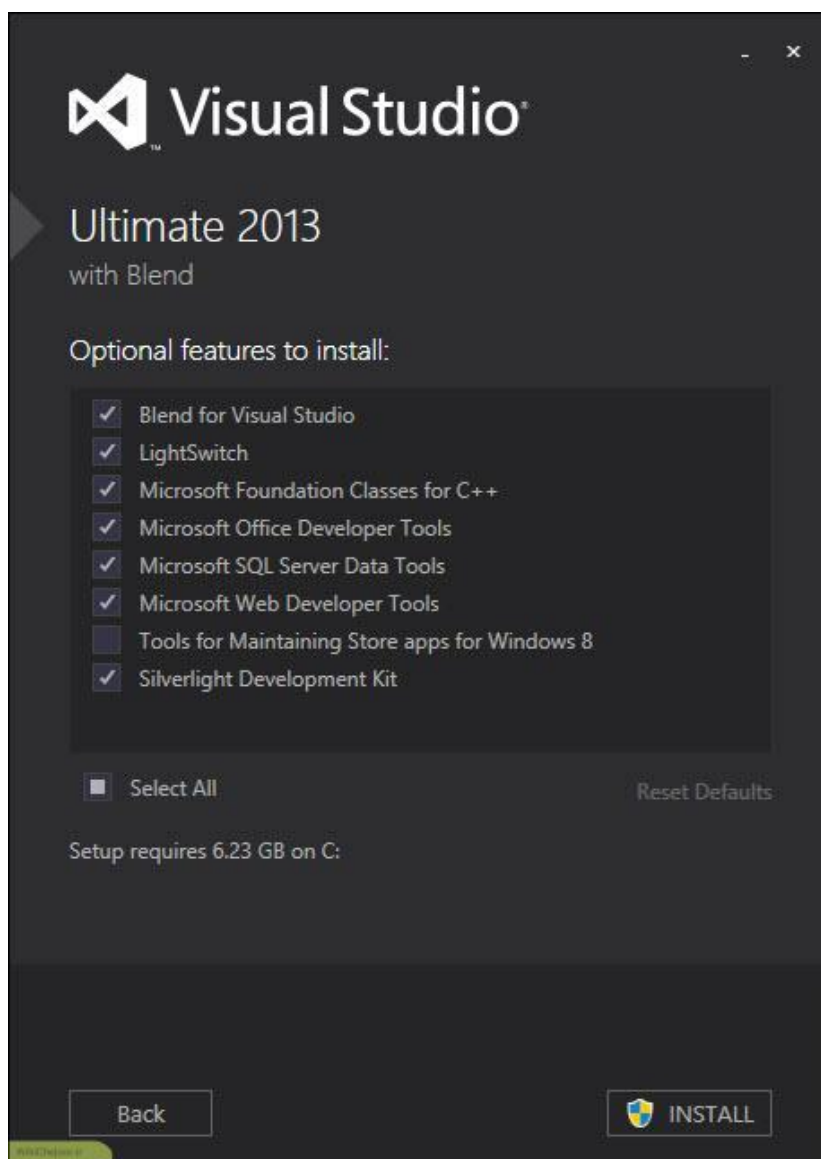 Visual Studio®
™
Ultimate 2013
with Blend
Optional features to install:
Blend for Visual Studio
LightSwitch
Microsoft Foundation Classes for C++
Microsoft Office Developer Tools
Microsoft SQL Server Data Tools
Microsoft Web Developer Tools
Tools for Maintaining Store apps for Windows 8
Silverlight Development Kit
Select All
Reset Defaults
Setup requires 6.23 GB on C:
Back
INSTALL